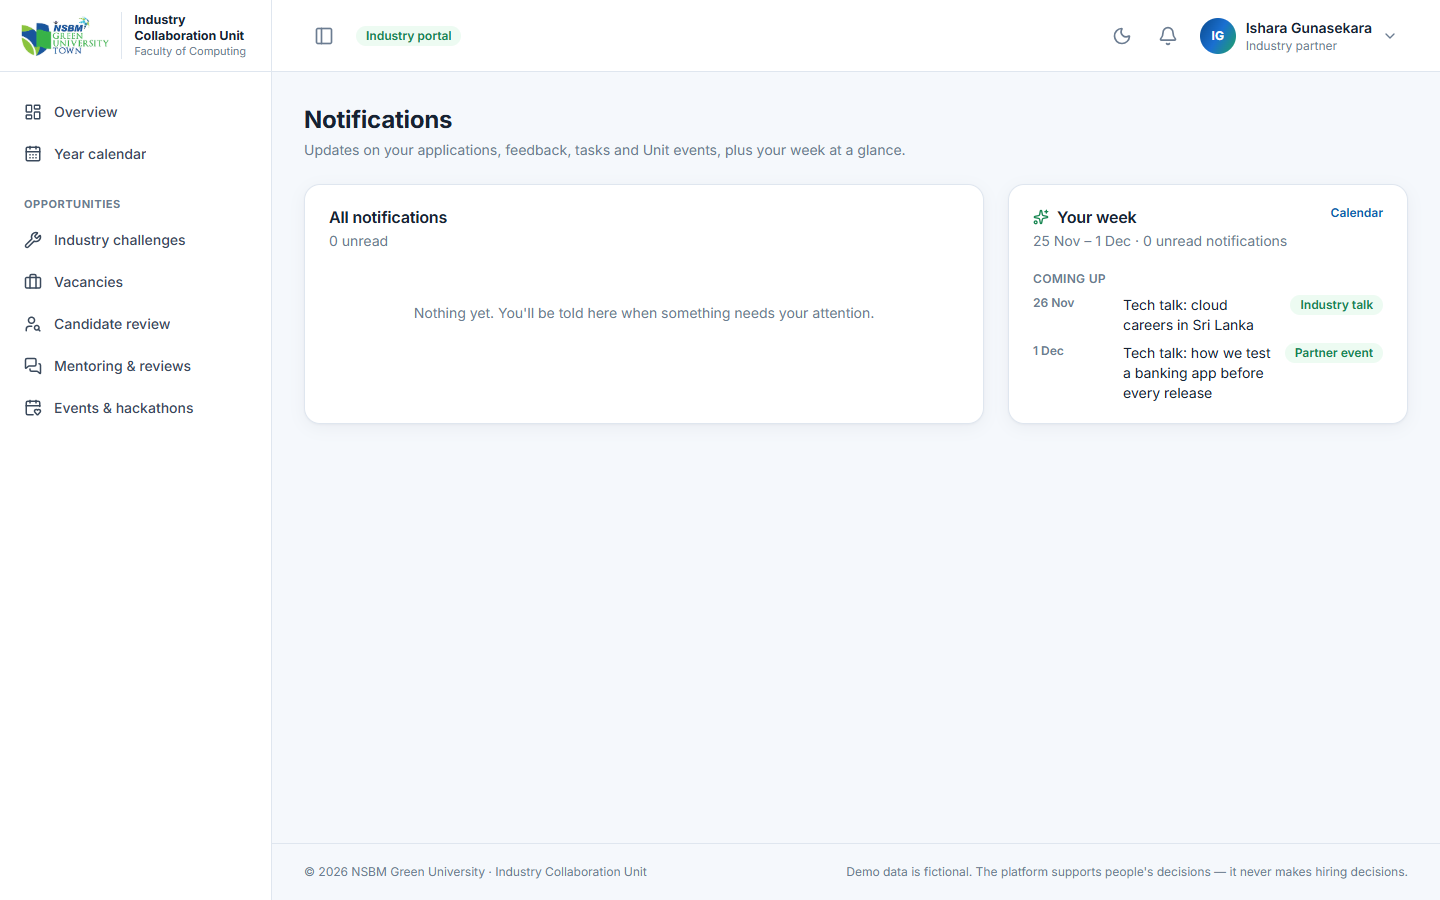 NSBM
GREEN
UNIVERSITY
TOWN
Industry
Collaboration Unit
Faculty of Computing
Industry portal
IG
Ishara Gunasekara
Industry partner
Overview
Year calendar
OPPORTUNITIES
Industry challenges
Vacancies
Candidate review
Mentoring & reviews
Events & hackathons
Notifications
Updates on your applications, feedback, tasks and Unit events, plus your week at a glance.
All notifications
0 unread
Nothing yet. You'll be told here when something needs your attention.
Your week
Calendar
25 Nov – 1 Dec · 0 unread notifications
COMING UP
26 Nov
Tech talk: cloud
careers in Sri Lanka
Industry talk
1 Dec
Tech talk: how we test
a banking app before
every release
Partner event
© 2026 NSBM Green University · Industry Collaboration Unit
Demo data is fictional. The platform supports people's decisions — it never makes hiring decisions.